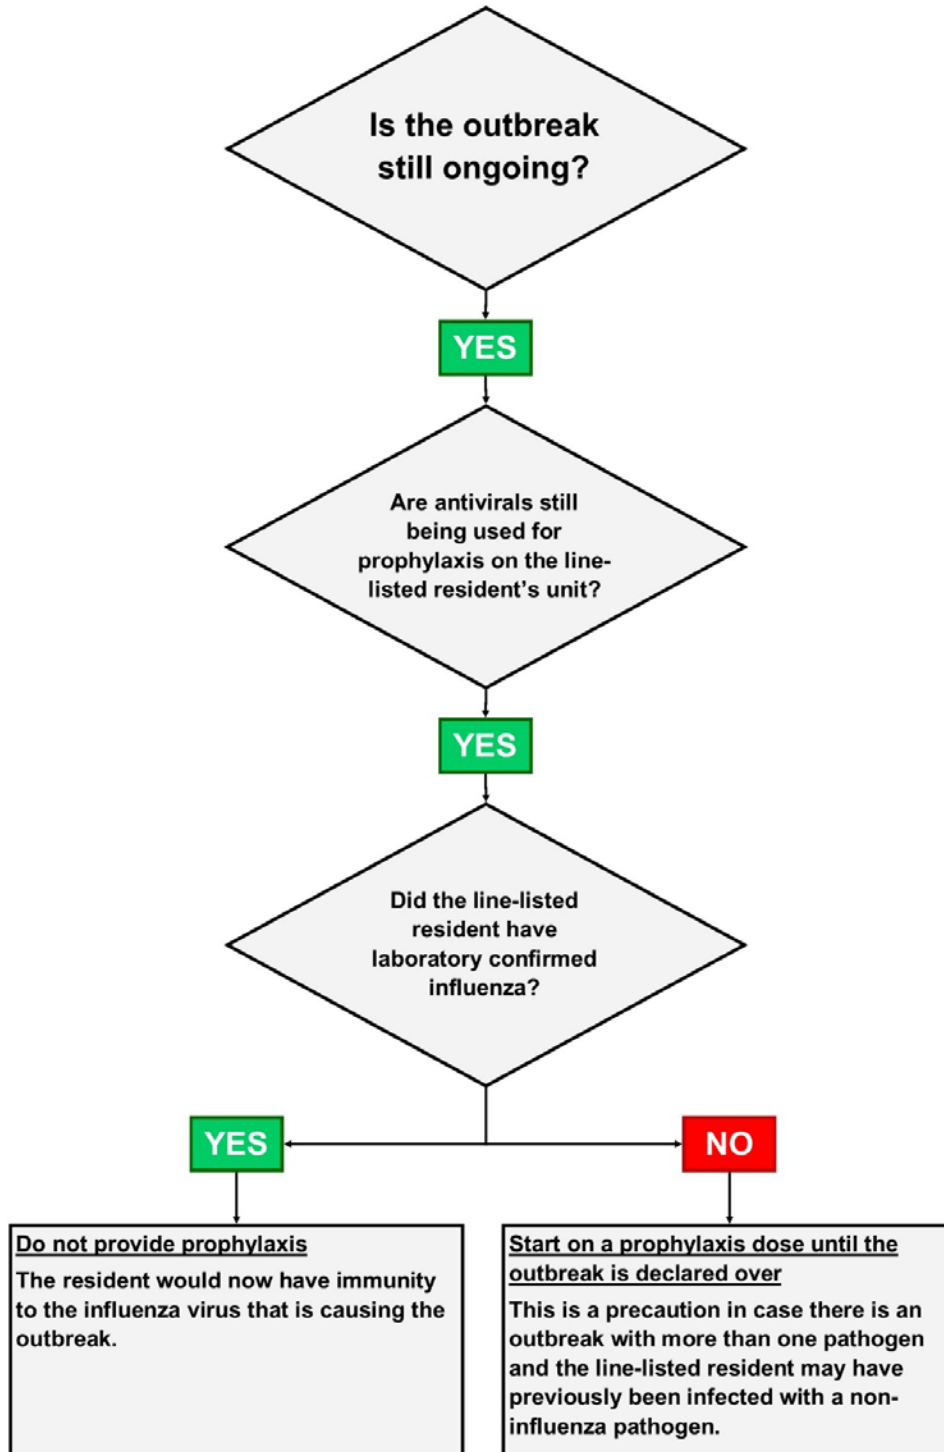 Is the outbreak
still ongoing?
YES
Are antivirals still
being used for
prophylaxis on the line-
listed resident’s unit?
YES
Did the line-listed
resident have
laboratory confirmed
influenza?
YES
NO
Do not provide prophylaxis
The resident would now have immunity
to the influenza virus that is causing the
outbreak.
Start on a prophylaxis dose until the
outbreak is declared over
This is a precaution in case there is an
outbreak with more than one pathogen
and the line-listed resident may have
previously been infected with a non-
influenza pathogen.